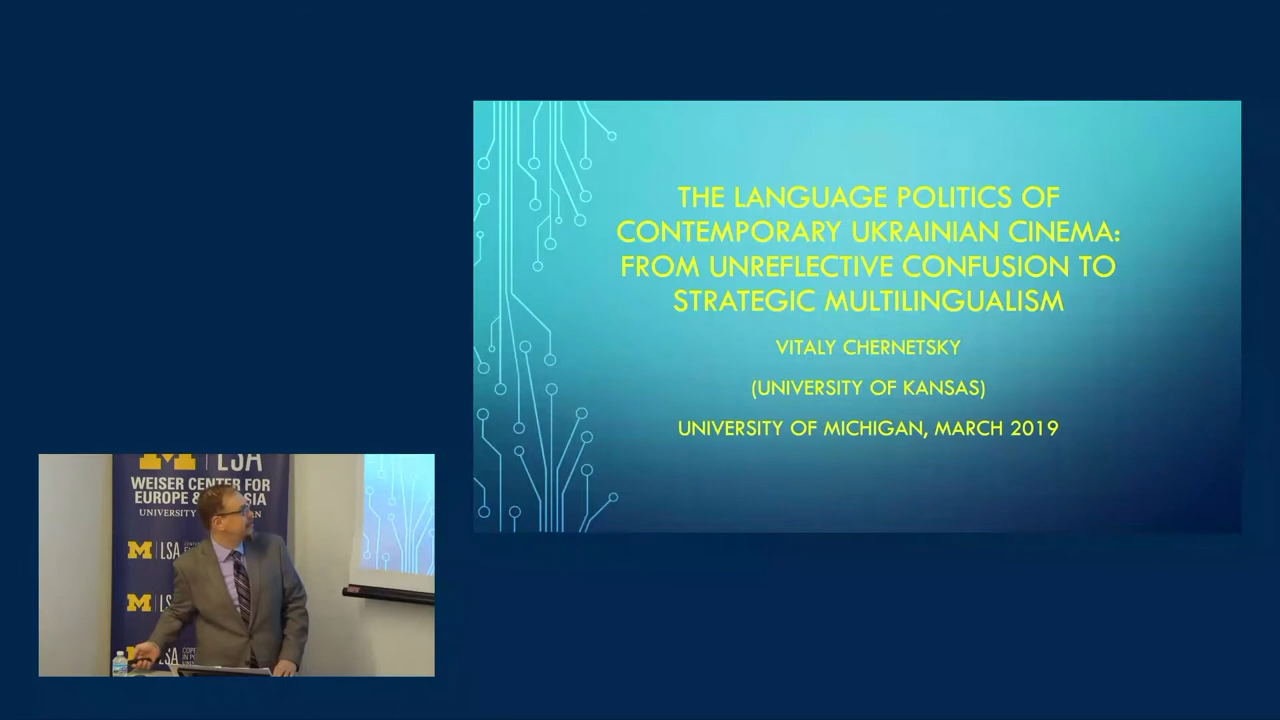 THE LANGUAGE POLITICS OF
CONTEMPORARY UKRAINIAN CINEMA:
FROM UNREFLECTIVE CONFUSION TO
STRATEGIC MULTILINGUALISM
VITALY CHERNETSKY
(UNIVERSITY OF KANSAS)
UNIVERSITY OF MICHIGAN, MARCH 2019
M | LSA
WEISER CENTER FOR
EUROPE &
UNIVERSITY
M | LSA
M
M